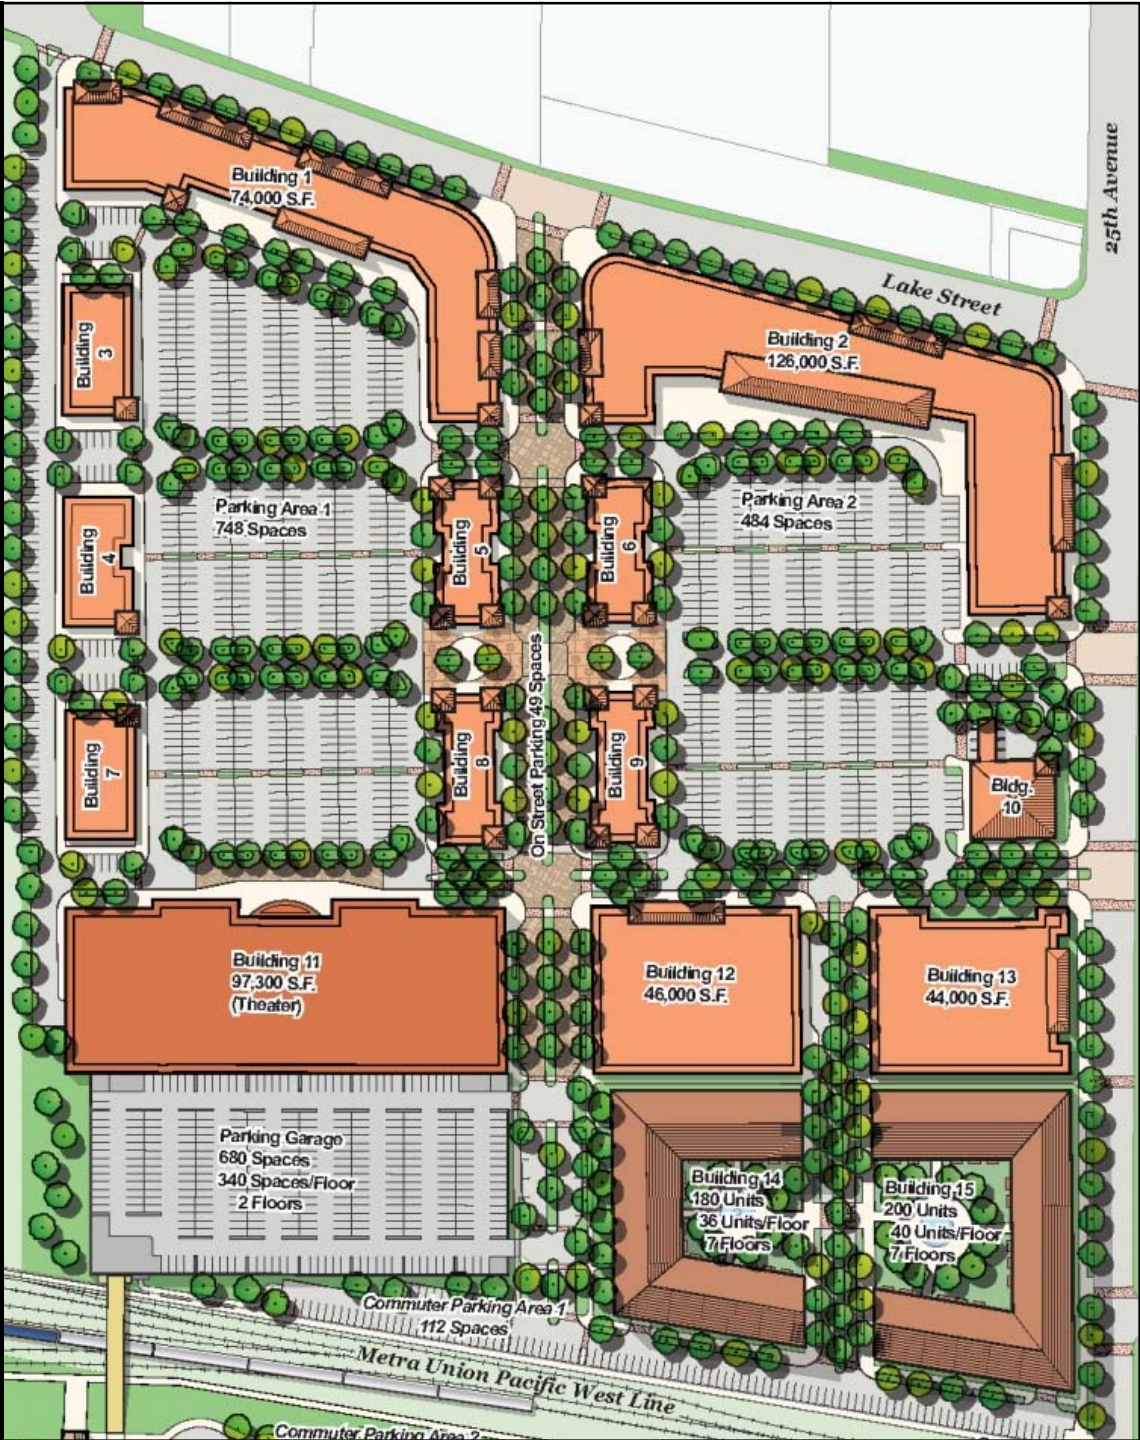 25th Avenue
Building 1
74,000 S.F.
Lake Street
Building
3
Building 2
126,000 S.F.
Parking Area 1
748 Spaces
Parking Area 2
484 Spaces
Building
4
Building
5
Building
6
On Street Parking 49 Spaces
Building
7
Building
8
Building
9
Bldg.
10
Building 11
97,300 S.F.
(Theater)
Building 12
46,000 S.F.
Building 13
44,000 S.F.
Parking Garage
680 Spaces
340 Spaces/Floor
2 Floors
Building 14
180 Units
36 Units/Floor
7 Floors
Building 15
200 Units
40 Units/Floor
7 Floors
Commuter Parking Area 1
112 Spaces
Metra Union Pacific West Line
Commuter Parking Area 2